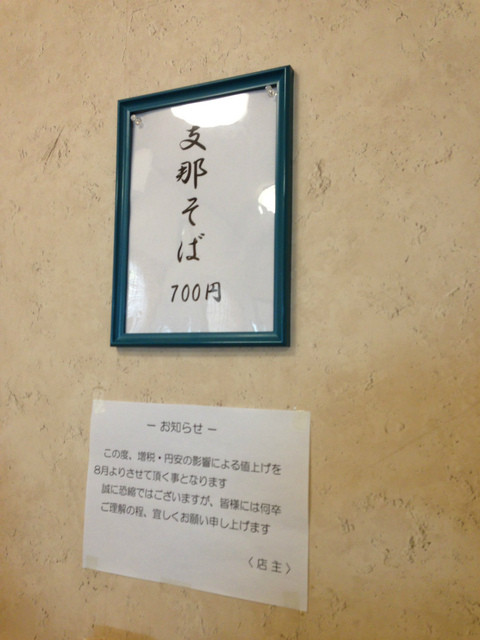 支那そば
700円
− お知らせ −
この度、増税・円安の影響による値上げを
8月よりさせて頂く事となります
誠に恐縮ではございますが、皆様には何卒
ご理解の程、宜しくお願い申し上げます
〈店主〉